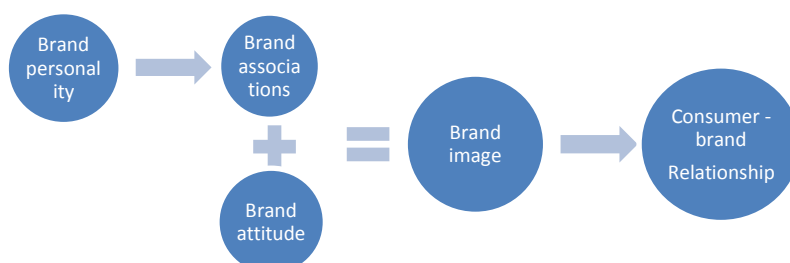 Brand
personal
ity
Brand
associa
tions
Brand
attitude
Brand
image
Consumer -
brand
Relationship